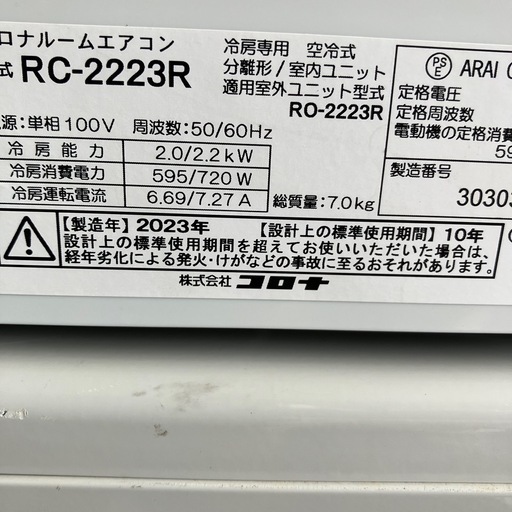 ロナルームエアコン
式 RC-2223R
冷房専用 空冷式
分離形/室内ユニット
適用室外ユニット型式
RO-2223R
源:単相100V 周波数:50/60Hz
冷房能力 2.0/2.2kW
冷房消費電力 595/720W
冷房運転電流 6.69/7.27A
総質量:7.0kg
PSE ARAI
定格電圧
定格周波数
電動機の定格消費
59
製造番号
3030
【製造年】2023年 【設計上の標準使用期間】10年
設計上の標準使用期間を超えてお使いいただいた場合は、
経年劣化による発火・けがなどの事故に至るおそれがあります。
株式会社 コロナ